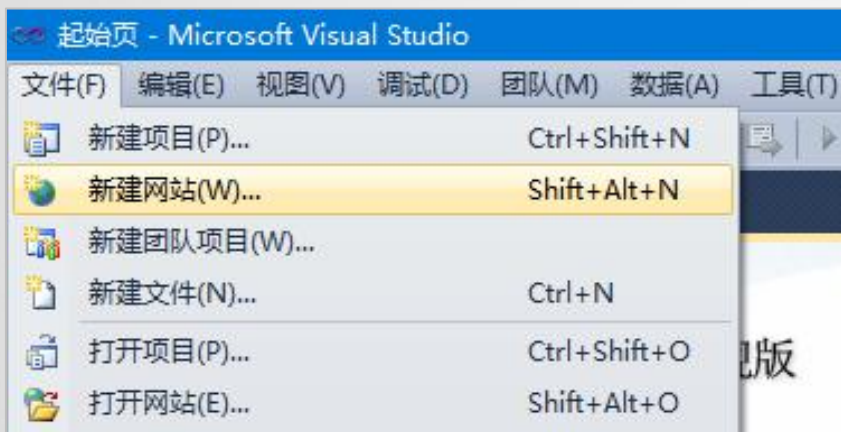 起始页 - Microsoft Visual Studio
文件(F) 编辑(E) 视图(V) 调试(D) 团队(M) 数据(A) 工具(T)
新建项目(P)... Ctrl+Shift+N
新建网站(W)... Shift+Alt+N
新建团队项目(W)...
新建文件(N)... Ctrl+N
打开项目(P)... Ctrl+Shift+O
版
打开网站(E)... Shift+Alt+O